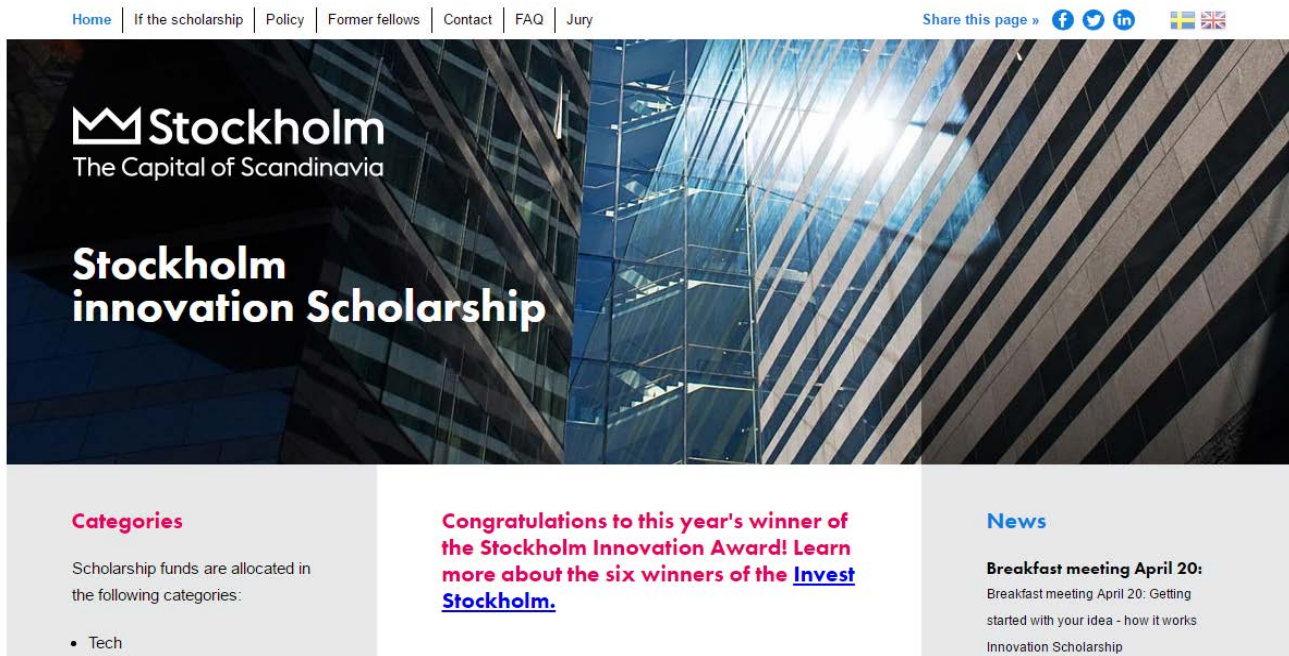 Home | If the scholarship | Policy | Former fellows | Contact | FAQ | Jury
Share this page »
Stockholm
The Capital of Scandinavia
Stockholm
innovation Scholarship
Categories
Scholarship funds are allocated in
the following categories:
• Tech
Congratulations to this year's winner of
the Stockholm Innovation Award! Learn
more about the six winners of the Invest
Stockholm.
News
Breakfast meeting April 20:
Breakfast meeting April 20: Getting
started with your idea - how it works
Innovation Scholarship